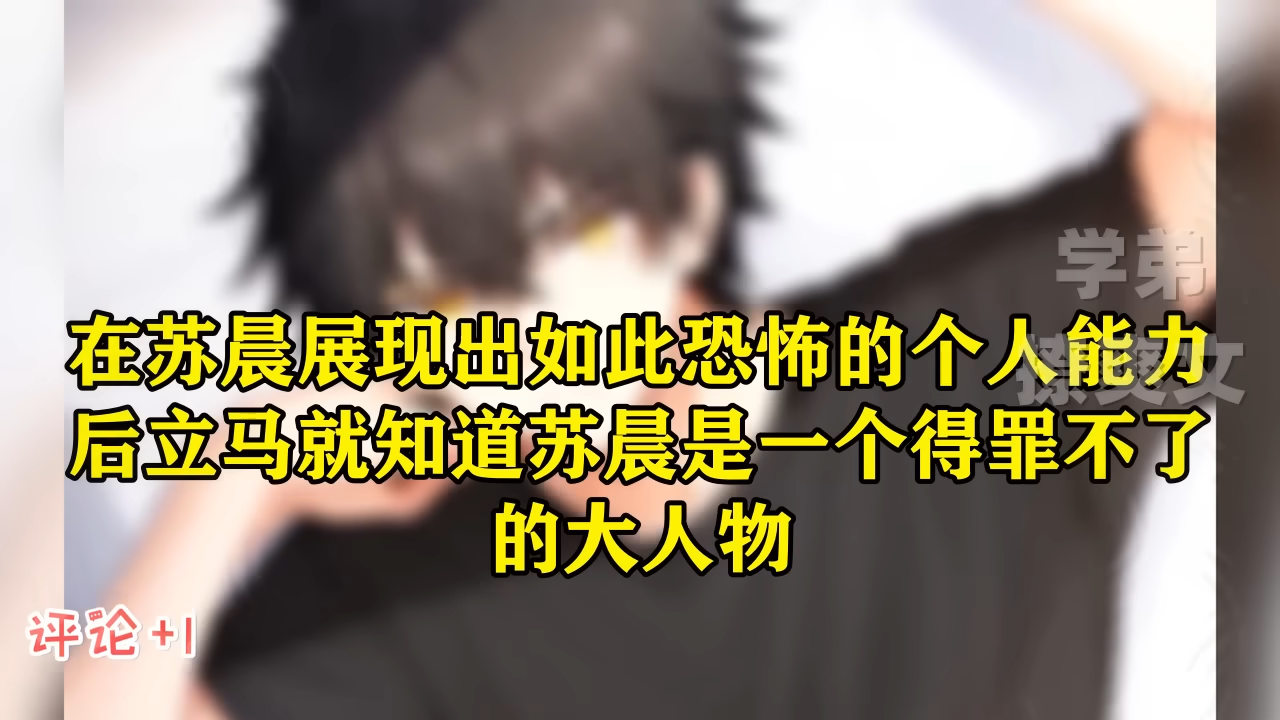 学弟
在苏晨展现出如此恐怖的个人能力
后立马就知道苏晨是一个得罪不了
的大人物
评论+1